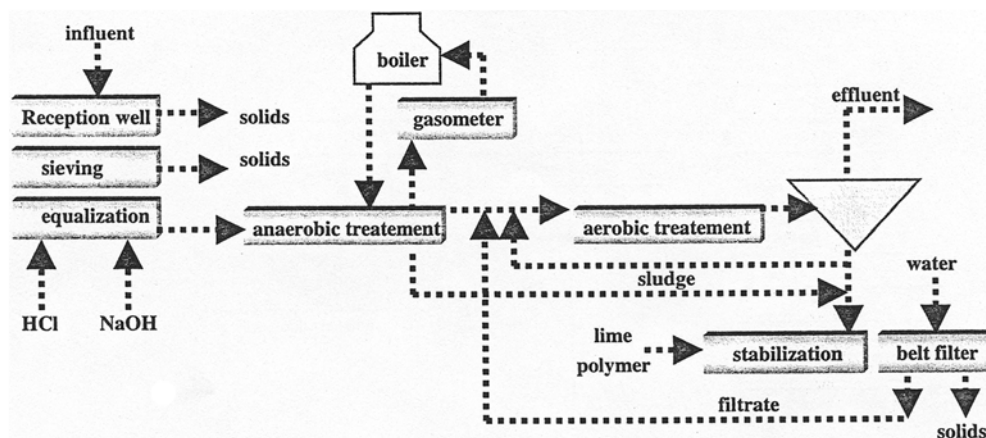 influent
boiler
effluent
Reception well
solids
gasometer
sieving
solids
equalization
anaerobic treatement
aerobic treatement
sludge
water
HCl
NaOH
lime
polymer
stabilization
belt filter
filtrate
solids